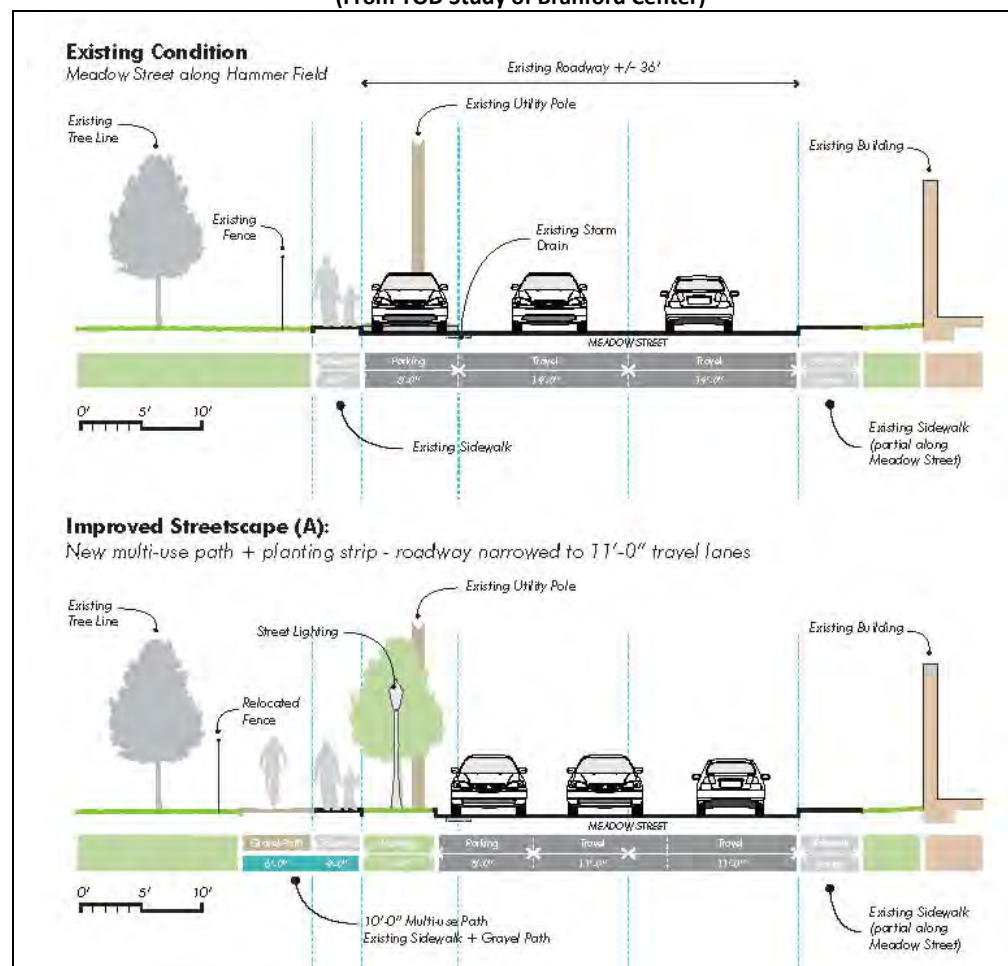 (From TOD Study of Branford Center)
Existing Condition
Meadow Street along Hammer Field
Existing Roadway +/- 36'
Existing Utility Pole
Existing
Tree Line
Existing Building
Existing
Fence
Existing Storm
Drain
MEADOW STREET
Parking
Travel
Travel
8'-0"
14'-0"
14'-0"
0'
5'
10'
Existing Sidewalk
Existing Sidewalk
(partial along
Meadow Street)
Improved Streetscape (A):
New multi-use path + planting strip - roadway narrowed to 11'-0" travel lanes
Existing Utility Pole
Existing
Tree Line
Street Lighting
Existing Building
Relocated
Fence
MEADOW STREET
Gravel Path
Parking
Travel
Travel
6'-0"
4'-0"
8'-0"
11'-0"
11'-0"
0'
5'
10'
10'-0" Multi-use Path
Existing Sidewalk + Gravel Path
Existing Sidewalk
(partial along
Meadow Street)